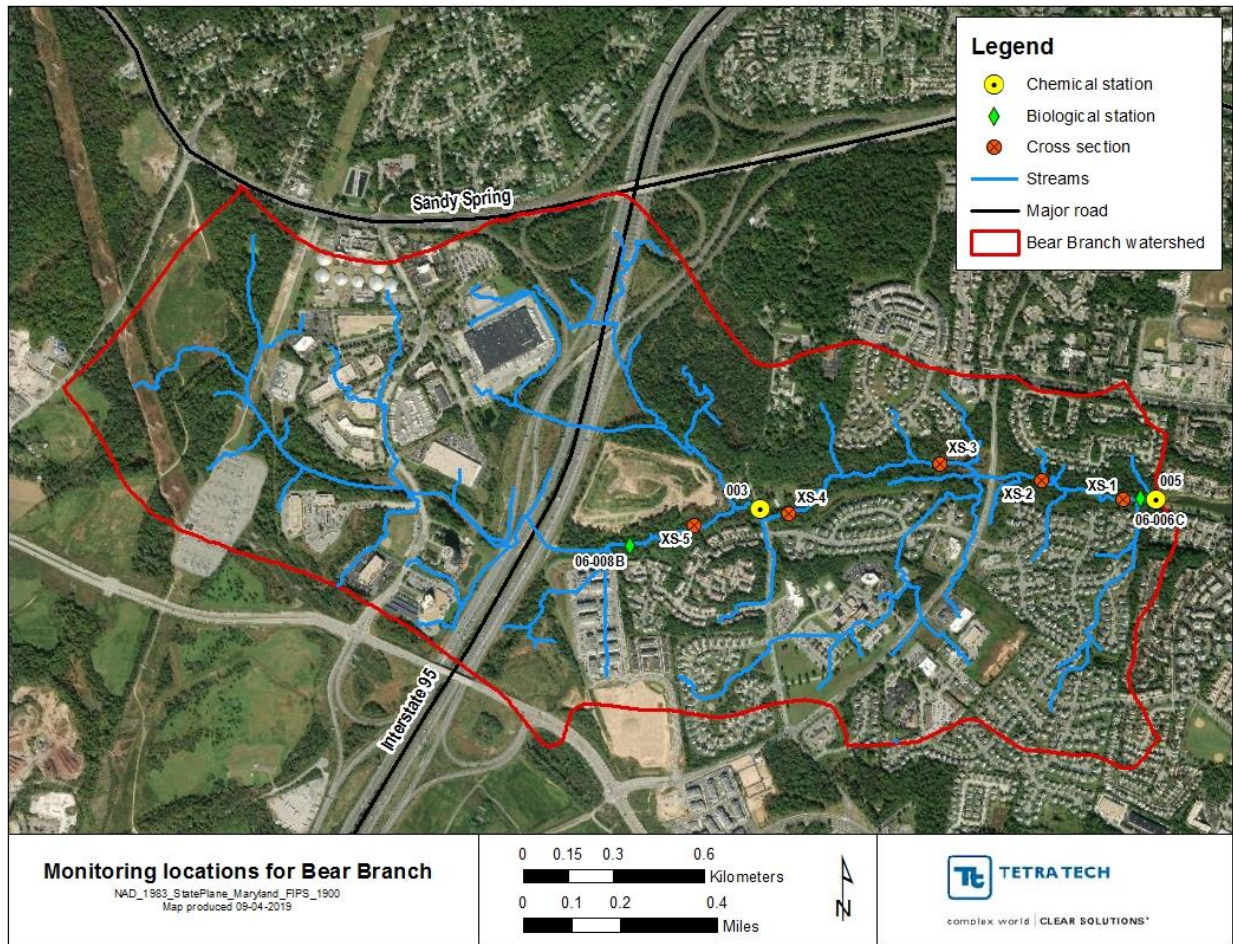 Legend
Chemical station
Biological station
Cross section
Streams
Major road
Bear Branch watershed
Sandy Spring
XS-3
003
XS-4
XS-2
XS-1
005
XS-5
06-006C
06-008B
Interstate 95
Monitoring locations for Bear Branch
NAD_1983_StatePlane_Maryland_FIPS_1900
Map produced 09-04-2019
0 0.15 0.3 0.6
Kilometers
0 0.1 0.2 0.4
Miles
N
Tt TETRA TECH
complex world | CLEAR SOLUTIONS™